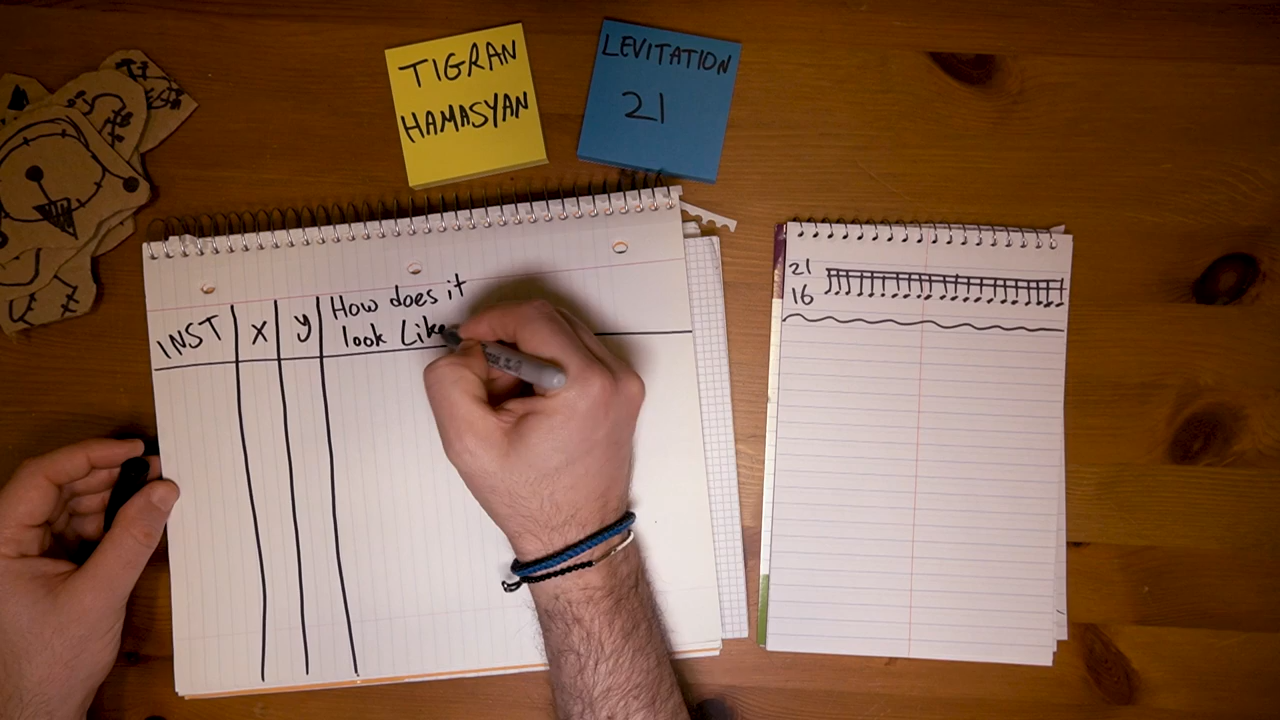 TIGRAN
HAMASYAN
LEVITATION
21
INST
X
y
How does it
look Like
21
16